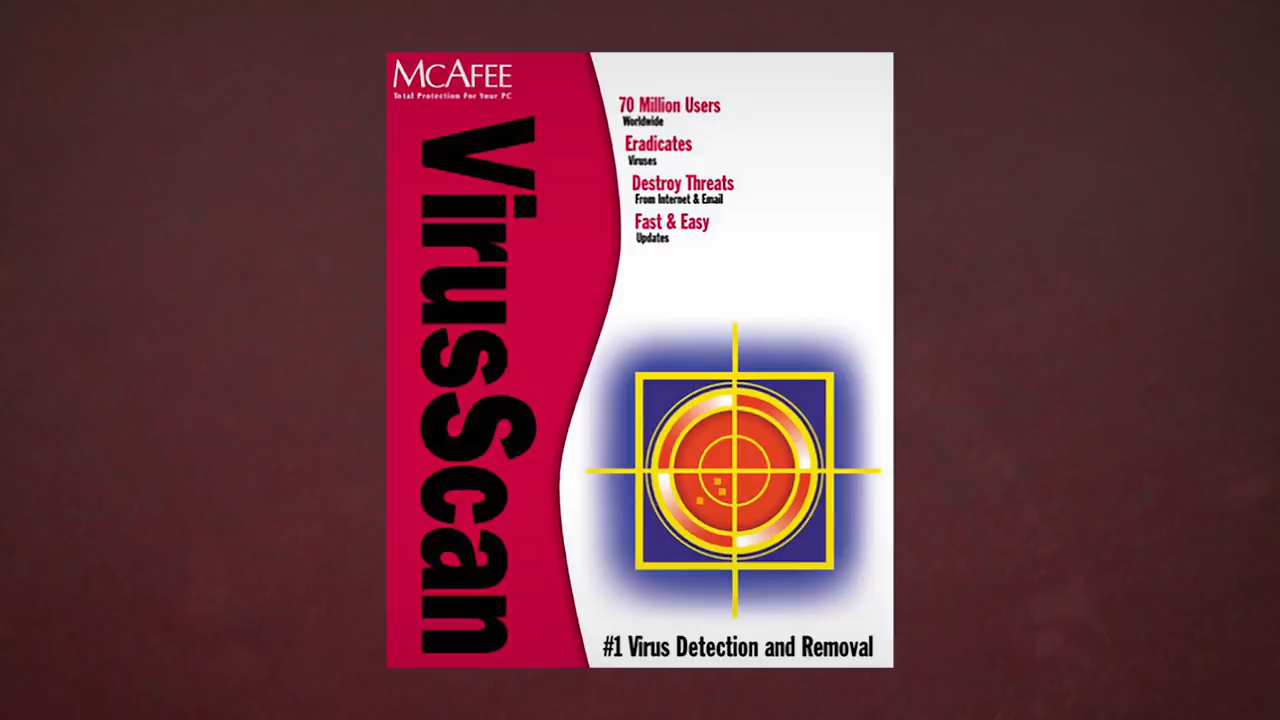 McAFEE
Total Protection For Your PC
VirusScan
70 Million Users
Worldwide
Eradicates
Viruses
Destroy Threats
From Internet & Email
Fast & Easy
Updates
#1 Virus Detection and Removal